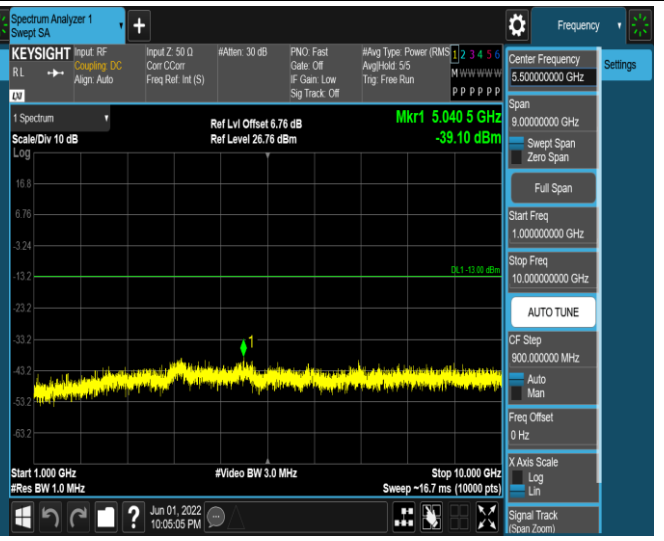 Spectrum Analyzer 1
Swept SA
Frequency
KEYSIGHT
RL
LXI
Input: RF
Coupling: DC
Align: Auto
Input Z: 50 Ω
Corr CCorr
Freq Ref: Int (S)
#Atten: 30 dB
PNO: Fast
Gate: Off
IF Gain: Low
Sig Track: Off
#Avg Type: Power (RMS
Avg|Hold: 5/5
Trig: Free Run
1 2 3 4 5 6
M W W W W W
P P P P P P
1 Spectrum
Scale/Div 10 dB
Log
Ref Lvl Offset 6.76 dB
Ref Level 26.76 dBm
Mkr1 5.040 5 GHz
-39.10 dBm
16.8
6.76
-3.24
-13.2
-23.2
-33.2
-43.2
-53.2
-63.2
DL1 -13.00 dBm
1
Start 1.000 GHz
#Res BW 1.0 MHz
#Video BW 3.0 MHz
Stop 10.000 GHz
Sweep ~16.7 ms (10000 pts)
?
Jun 01, 2022
10:05:05 PM
Center Frequency
5.500000000 GHz
Span
9.00000000 GHz
Swept Span
Zero Span
Full Span
Start Freq
1.000000000 GHz
Stop Freq
10.000000000 GHz
AUTO TUNE
CF Step
900.000000 MHz
Auto
Man
Freq Offset
0 Hz
X Axis Scale
Log
Lin
Signal Track
(Span Zoom)
Settings